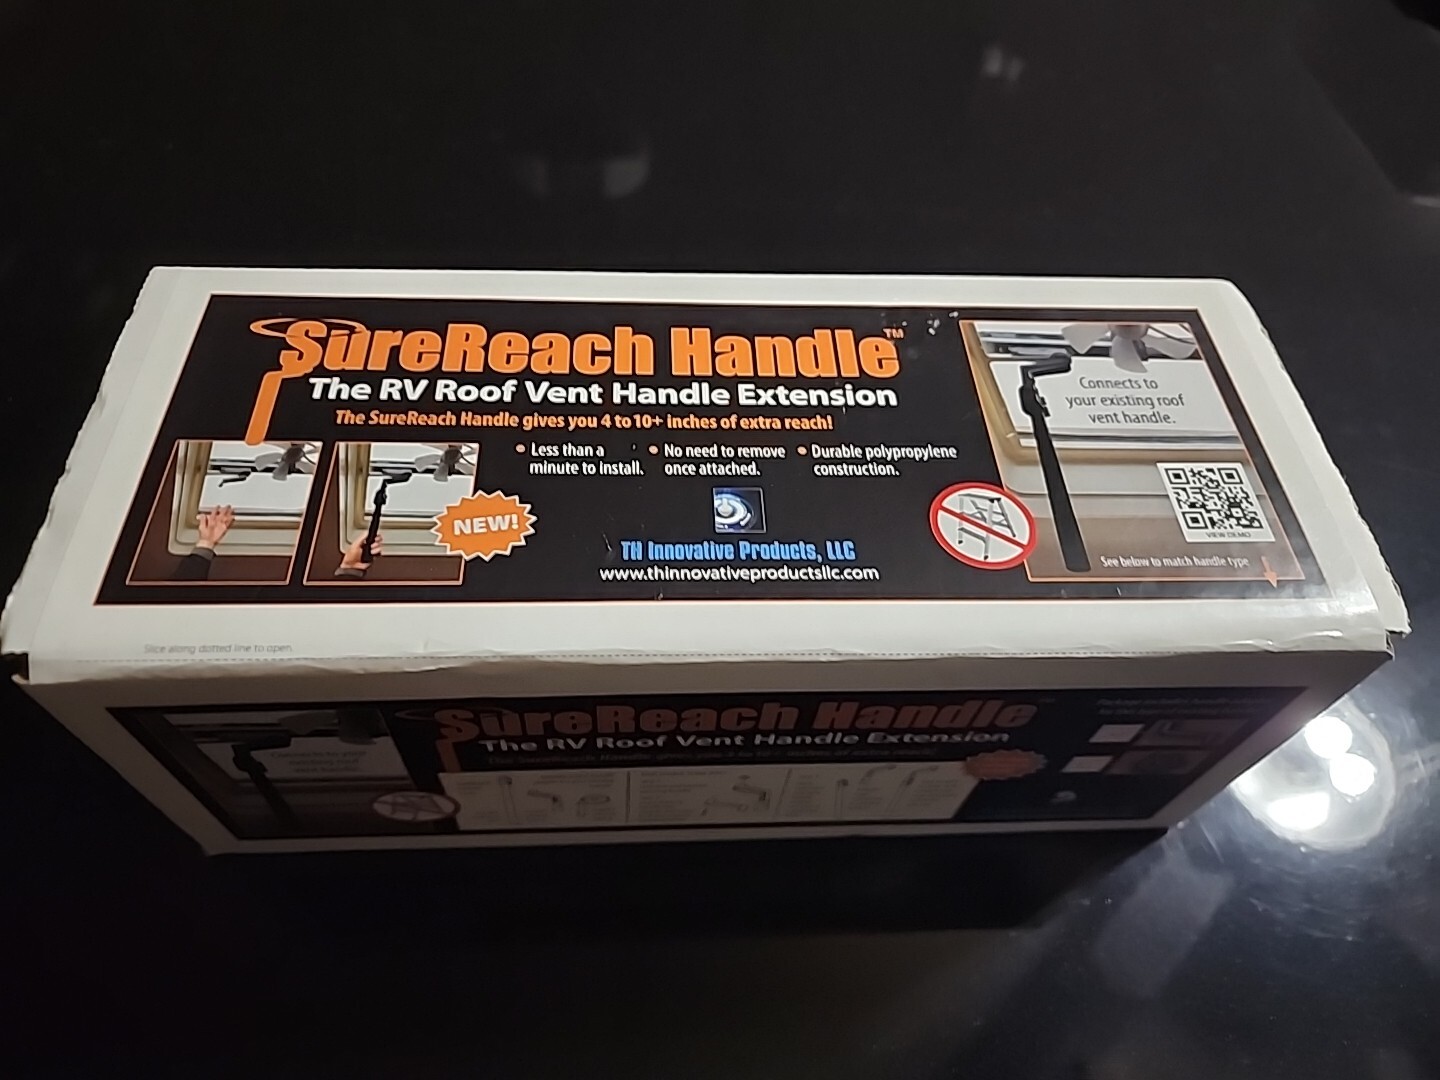 SureReach Handle™
The RV Roof Vent Handle Extension
The SureReach Handle gives you 4 to 10+ inches of extra reach!
• Less than a minute to install.
• No need to remove once attached.
• Durable polypropylene construction.
NEW!
TH Innovative Products, LLC
www.thinnovativeproductsllc.com
Connects to
your existing roof
vent handle.
VIEW DEMO
See below to match handle type
Slice along dotted line to open.
SureReach Handle
The RV Roof Vent Handle Extension